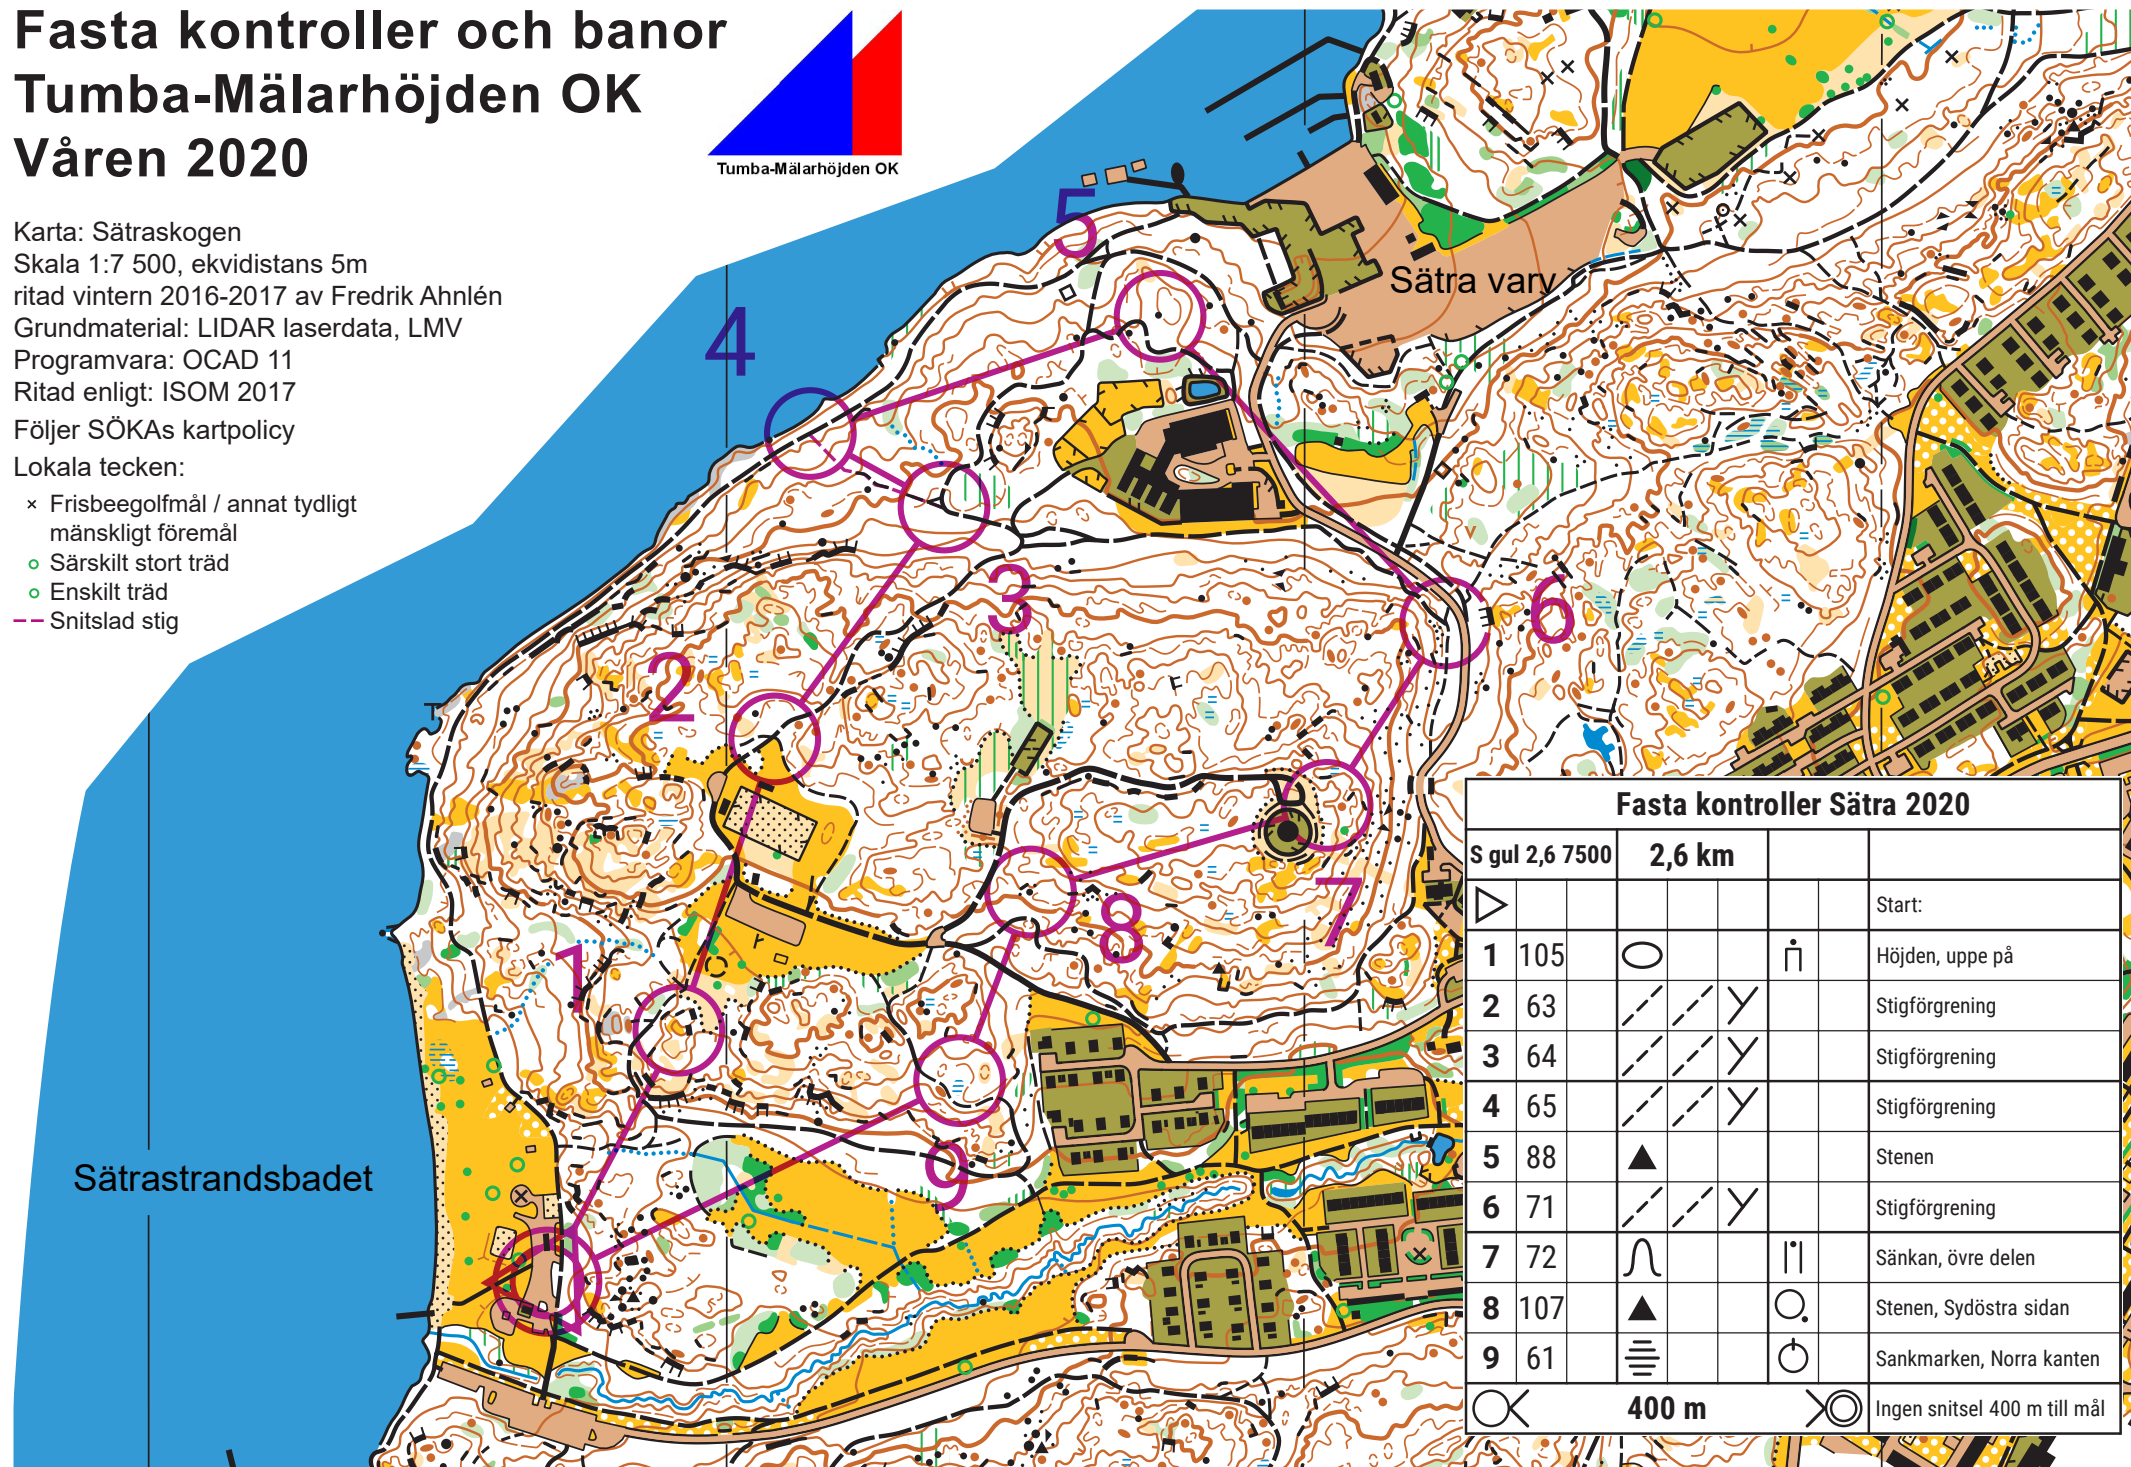 Fasta kontroller och banor
Tumba-Mälarhöjden OK
Våren 2020
Tumba-Mälarhöjden OK
Karta: Sätraskogen
Skala 1:7 500, ekvidistans 5m
ritad vintern 2016-2017 av Fredrik Ahnlén
Grundmaterial: LIDAR laserdata, LMV
Programvara: OCAD 11
Ritad enligt: ISOM 2017
Följer SÖKAs kartpolicy
Lokala tecken:
× Frisbeegolfmål / annat tydligt
mänskligt föremål
Särskilt stort träd
Enskilt träd
Snitslad stig
5
Sätra varv
4
3
6
2
7
8
1
9
Sätrastrandsbadet
Fasta kontroller Sätra 2020
S gul 2,6 7500 2,6 km
Start:
1 105 Höjden, uppe på
2 63 Stigförgrening
3 64 Stigförgrening
4 65 Stigförgrening
5 88 Stenen
6 71 Stigförgrening
7 72 Sänkan, övre delen
8 107 Stenen, Sydöstra sidan
9 61 Sankmarken, Norra kanten
400 m Ingen snitsel 400 m till mål